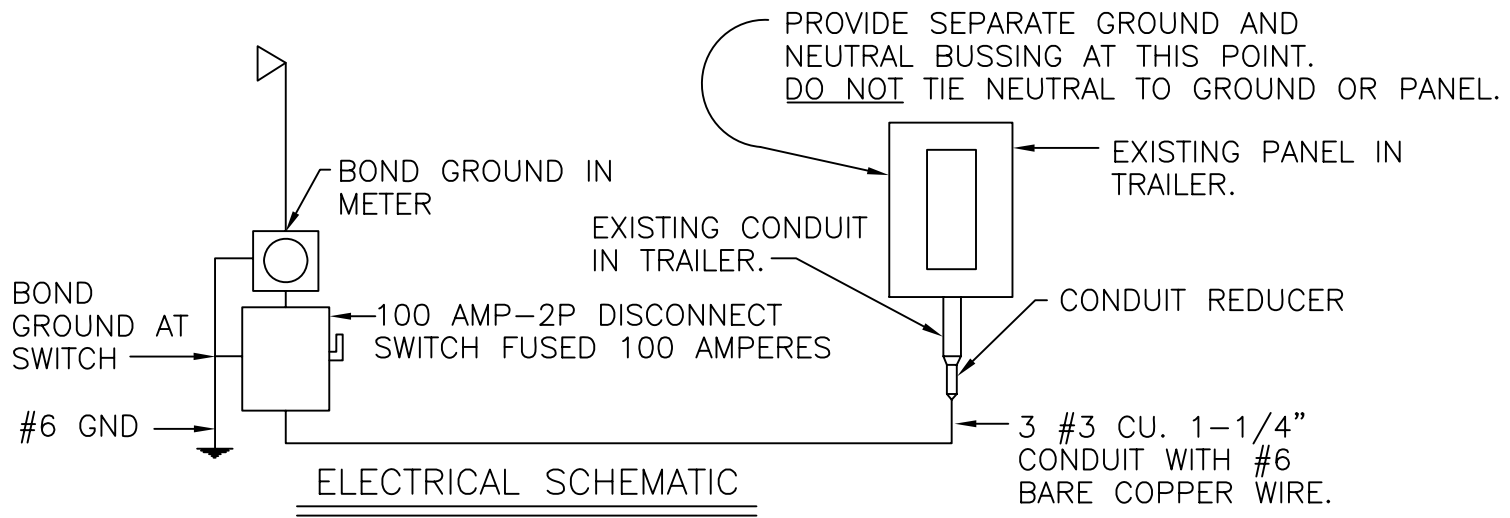 PROVIDE SEPARATE GROUND AND
NEUTRAL BUSSING AT THIS POINT.
DO NOT TIE NEUTRAL TO GROUND OR PANEL.
BOND GROUND IN
METER
EXISTING PANEL IN
TRAILER.
EXISTING CONDUIT
IN TRAILER.
BOND
GROUND AT
SWITCH
100 AMP-2P DISCONNECT
SWITCH FUSED 100 AMPERES
CONDUIT REDUCER
#6 GND
3 #3 CU. 1-1/4"
CONDUIT WITH #6
BARE COPPER WIRE.
ELECTRICAL SCHEMATIC